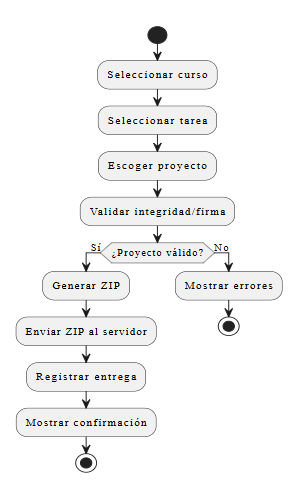 Seleccionar curso
Seleccionar tarea
Escoger proyecto
Validar integridad/firma
¿Proyecto válido?
Sí
No
Generar ZIP
Mostrar errores
Enviar ZIP al servidor
Registrar entrega
Mostrar confirmación